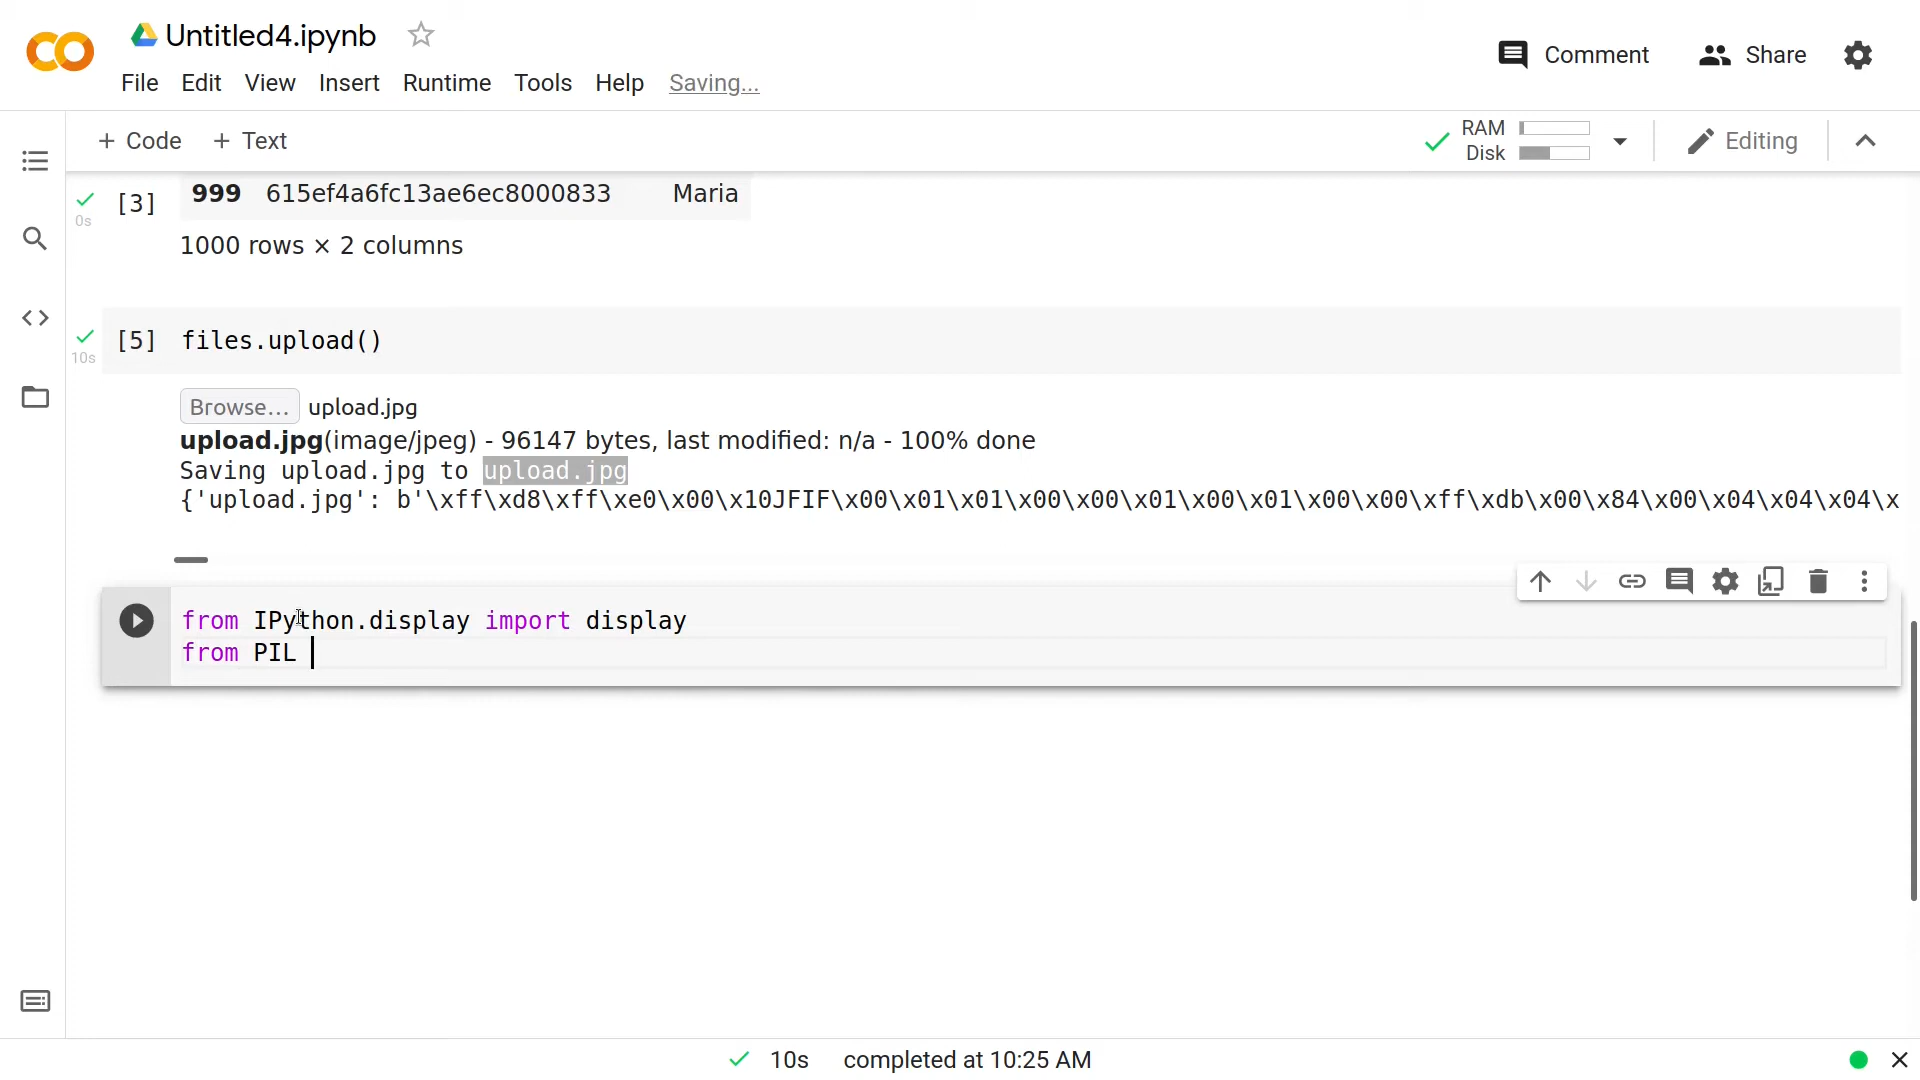 Untitled4.ipynb
File Edit View Insert Runtime Tools Help Saving...
Comment Share
+ Code + Text
RAM
Disk
Editing
[3] 999 615ef4a6fc13ae6ec8000833 Maria
0s
1000 rows × 2 columns
[5] files.upload()
10s
Browse... upload.jpg
upload.jpg(image/jpeg) - 96147 bytes, last modified: n/a - 100% done
Saving upload.jpg to upload.jpg
{'upload.jpg': b'\xff\xd8\xff\xe0\x00\x10JFIF\x00\x01\x01\x00\x00\x01\x00\x01\x00\x00\xff\xdb\x00\x84\x00\x04\x04\x04\x
from IPython.display import display
from PIL
10s completed at 10:25 AM